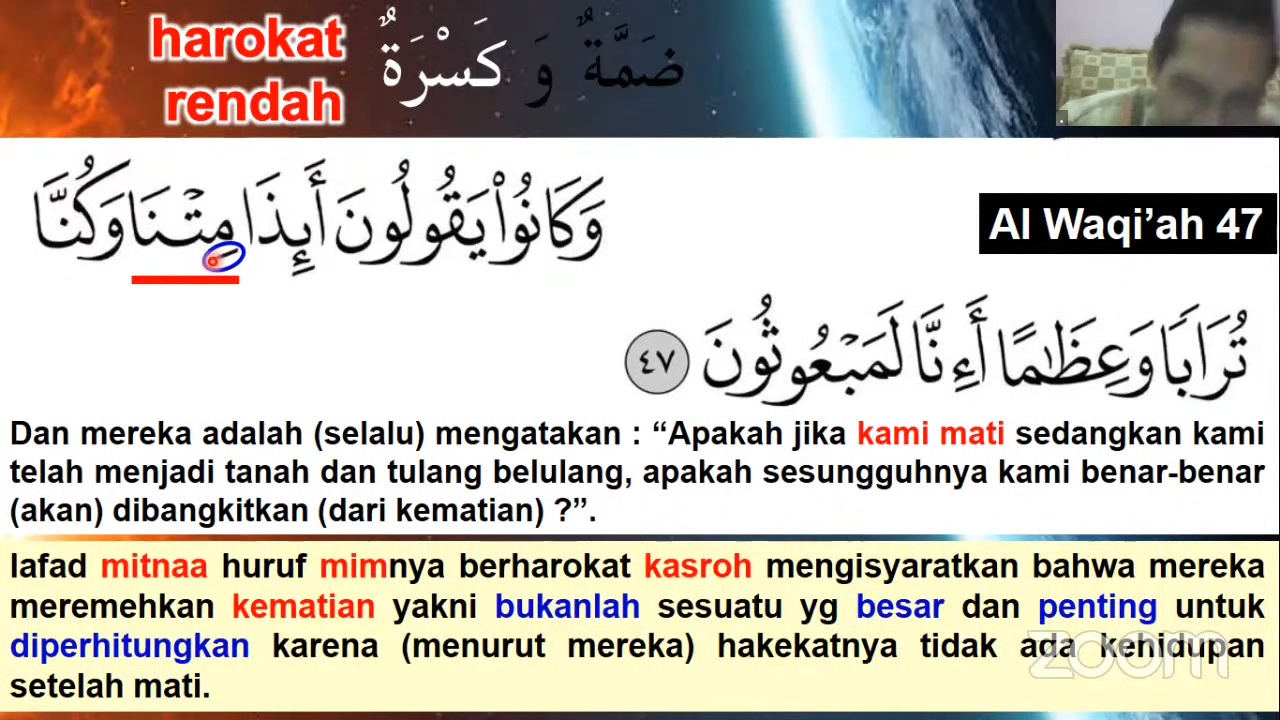 harokat
rendah
ضَمَّةٌ وَ كَسْرَةٌ
وَكَانُوا۟ يَقُولُونَ أَئِذَا مِتْنَا وَكُنَّا
Al Waqi’ah 47
تُرَابًا وَعِظَٰمًا أَءِنَّا لَمَبْعُوثُونَ ٤٧
Dan mereka adalah (selalu) mengatakan : “Apakah jika kami mati sedangkan kami
telah menjadi tanah dan tulang belulang, apakah sesungguhnya kami benar-benar
(akan) dibangkitkan (dari kematian) ?”.
lafad mitnaa huruf mimnya berharokat kasroh mengisyaratkan bahwa mereka
meremehkan kematian yakni bukanlah sesuatu yg besar dan penting untuk
diperhitungkan karena (menurut mereka) hakekatnya tidak ada kehidupan
setelah mati.
zoom